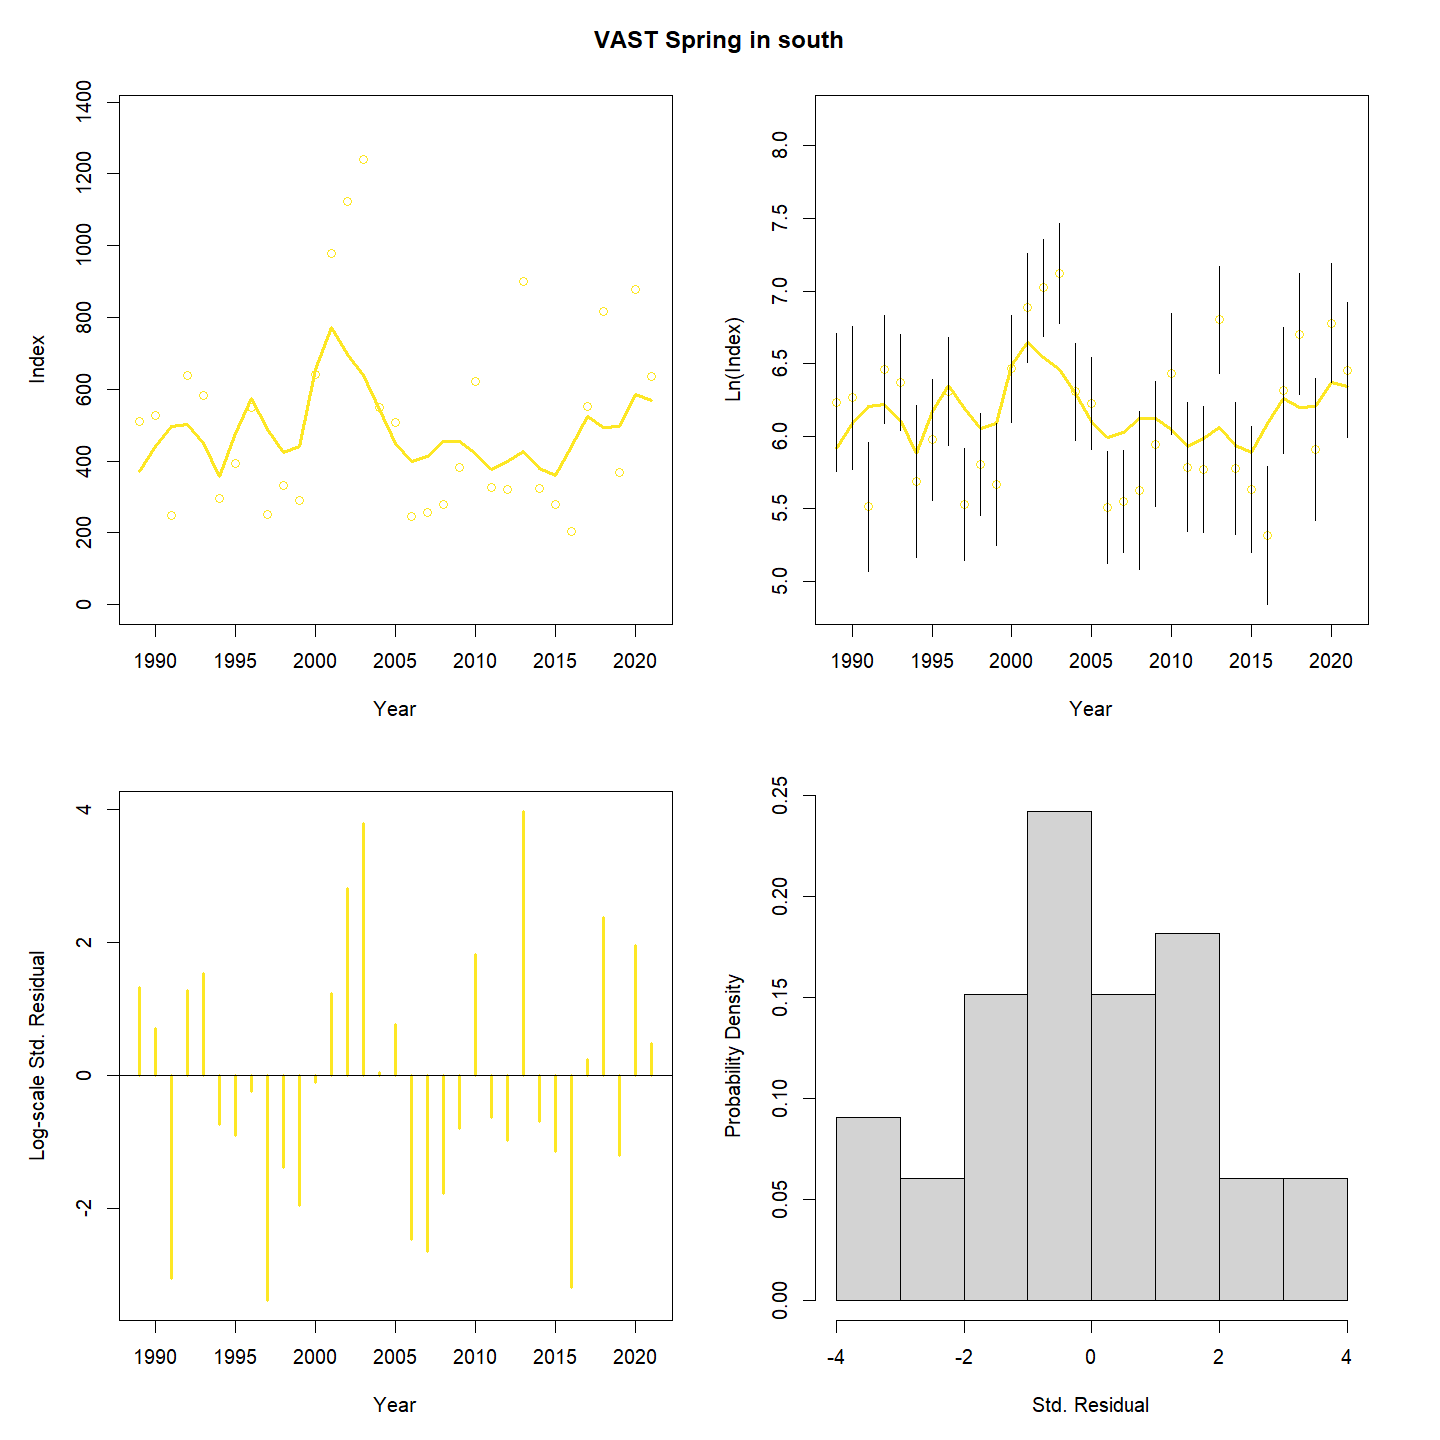 VAST Spring in south
Index
0 200 400 600 800 1000 1200 1400
1990 1995 2000 2005 2010 2015 2020
Year
Ln(Index)
5.0 5.5 6.0 6.5 7.0 7.5 8.0
1990 1995 2000 2005 2010 2015 2020
Year
Log-scale Std. Residual
-2 0 2 4
1990 1995 2000 2005 2010 2015 2020
Year
Probability Density
0.00 0.05 0.10 0.15 0.20 0.25
-4 -2 0 2 4
Std. Residual